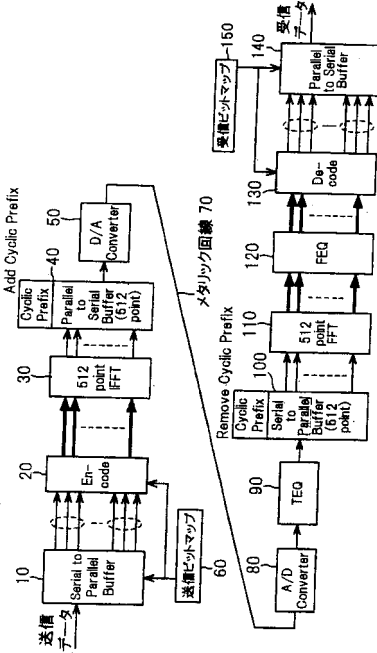 送信
データ
10
Serial to
Parallel Buffer
60
送信ビットマップ
20
En-
code
30
512
point
IFFT
Add Cyclic Prefix
40
Cyclic
Prefix
Parallel
to
Serial
Buffer
(512
point)
50
D/A
Converter
メタリック回線 70
80
A/D
Converter
90
TEQ
Remove Cyclic Prefix
100
Cyclic
Prefix
Serial
to
Parallel
Buffer
(512
point)
110
512
point
FFT
120
FEQ
130
De-
code
140
Parallel
to Serial
Buffer
150
受信ビットマップ
受信
データ